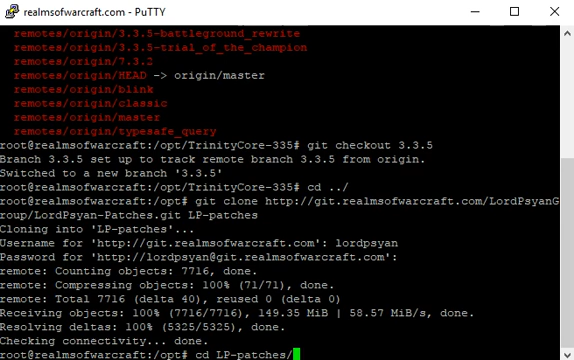 realmsofwarcraft.com - PuTTY
remotes/origin/3.3.5-battleground_rewrite
remotes/origin/3.3.5-trial_of_the_champion
remotes/origin/7.3.2
remotes/origin/HEAD -> origin/master
remotes/origin/blink
remotes/origin/classic
remotes/origin/master
remotes/origin/typesafe_query
root@realmsofwarcraft:/opt/TrinityCore-335# git checkout 3.3.5
Branch 3.3.5 set up to track remote branch 3.3.5 from origin.
Switched to a new branch '3.3.5'
root@realmsofwarcraft:/opt/TrinityCore-335# cd ../
root@realmsofwarcraft:/opt# git clone http://git.realmsofwarcraft.com/LordPsyanG
roup/LordPsyan-Patches.git LP-patches
Cloning into 'LP-patches'...
Username for 'http://git.realmsofwarcraft.com': lordpsyan
Password for 'http://lordpsyan@git.realmsofwarcraft.com':
remote: Counting objects: 7716, done.
remote: Compressing objects: 100% (71/71), done.
remote: Total 7716 (delta 40), reused 0 (delta 0)
Receiving objects: 100% (7716/7716), 149.35 MiB | 58.57 MiB/s, done.
Resolving deltas: 100% (5325/5325), done.
Checking connectivity... done.
root@realmsofwarcraft:/opt# cd LP-patches/